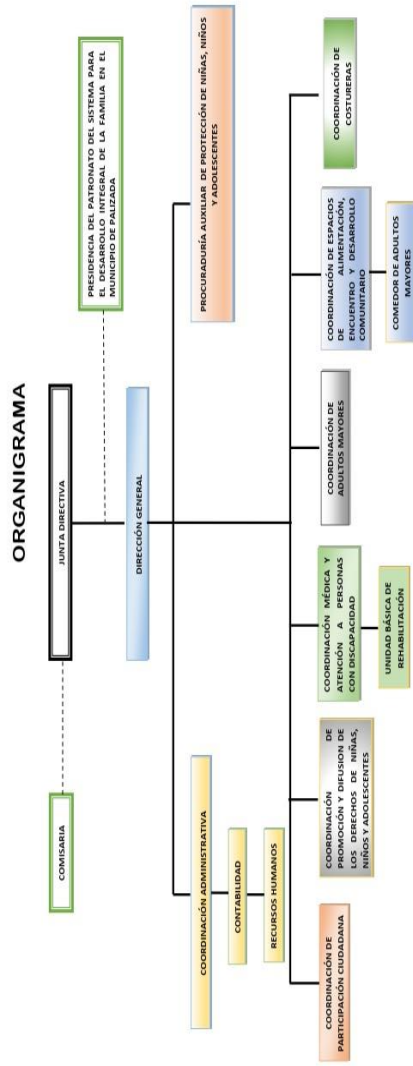 ORGANIGRAMA
COMISARIA
JUNTA DIRECTIVA
PRESIDENCIA DEL PATRONATO DEL SISTEMA PARA
EL DESARROLLO INTEGRAL DE LA FAMILIA EN EL
MUNICIPIO DE PALIZADA
DIRECCIÓN GENERAL
COORDINACIÓN ADMINISTRATIVA
CONTABILIDAD
RECURSOS HUMANOS
PROCURADURÍA AUXILIAR DE PROTECCIÓN DE NIÑAS, NIÑOS
Y ADOLESCENTES
COORDINACIÓN DE
PARTICIPACIÓN CIUDADANA
COORDINACIÓN DE
PROMOCIÓN Y DIFUSION DE
LOS DERECHOS DE NIÑAS,
NIÑOS Y ADOLESCENTES
COORDINACIÓN MÉDICA Y
ATENCIÓN A PERSONAS
CON DISCAPACIDAD
UNIDAD BÁSICA DE
REHABILITACIÓN
COORDINACIÓN DE
ADULTOS MAYORES
COORDINACIÓN DE ESPACIOS
DE ALIMENTACIÓN,
ENCUENTRO Y DESARROLLO
COMUNITARIO
COMEDOR DE ADULTOS
MAYORES
COORDINACIÓN DE
COSTURERAS